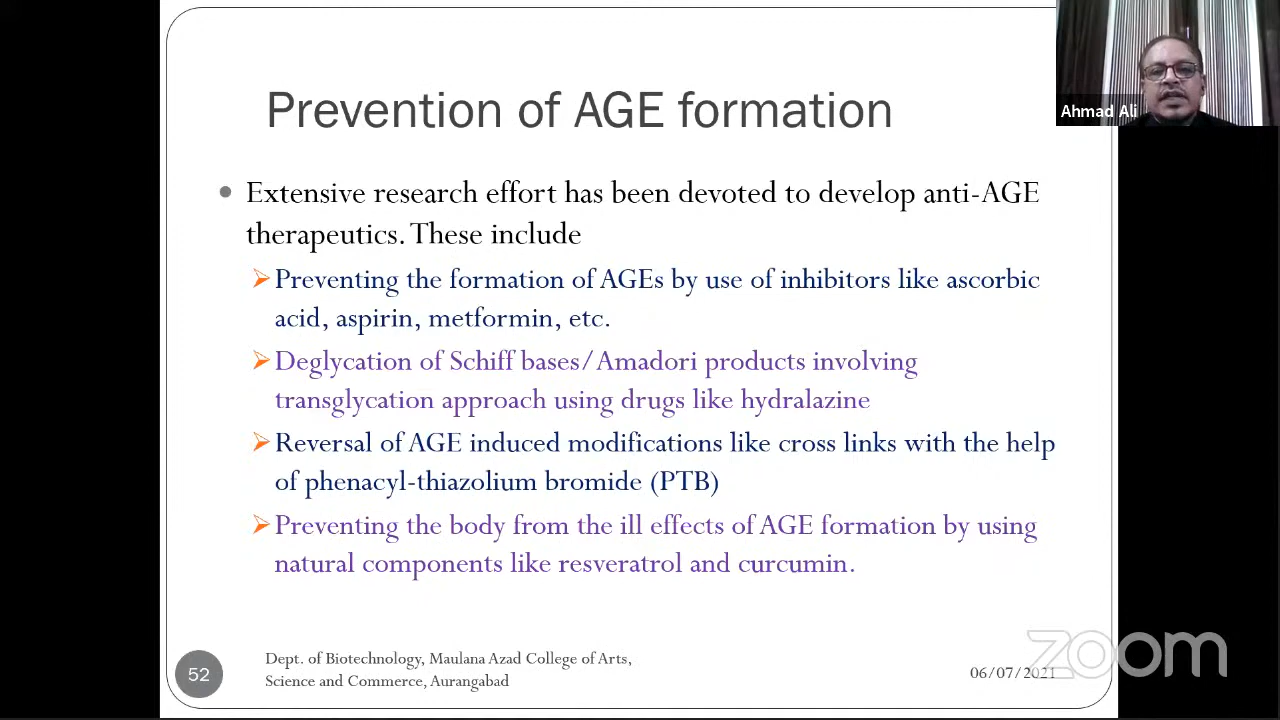 Prevention of AGE formation
Extensive research effort has been devoted to develop anti-AGE
therapeutics. These include
Preventing the formation of AGEs by use of inhibitors like ascorbic
acid, aspirin, metformin, etc.
Deglycation of Schiff bases/Amadori products involving
transglycation approach using drugs like hydralazine
Reversal of AGE induced modifications like cross links with the help
of phenacyl-thiazolium bromide (PTB)
Preventing the body from the ill effects of AGE formation by using
natural components like resveratrol and curcumin.
52
Dept. of Biotechnology, Maulana Azad College of Arts,
Science and Commerce, Aurangabad
06/07/2021
zoom
Ahmad Ali